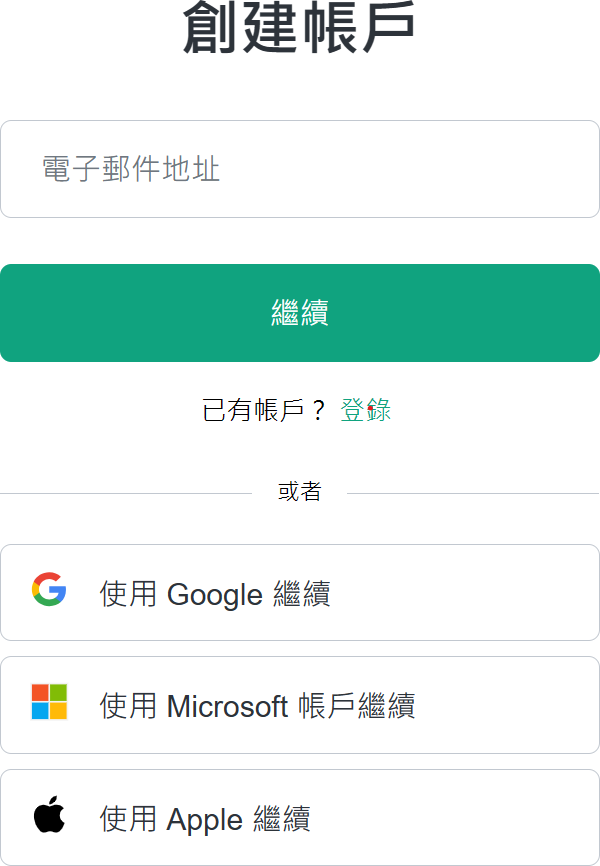 創建帳戶
電子郵件地址
繼續
已有帳戶？ 登錄
或者
使用 Google 繼續
使用 Microsoft 帳戶繼續
使用 Apple 繼續